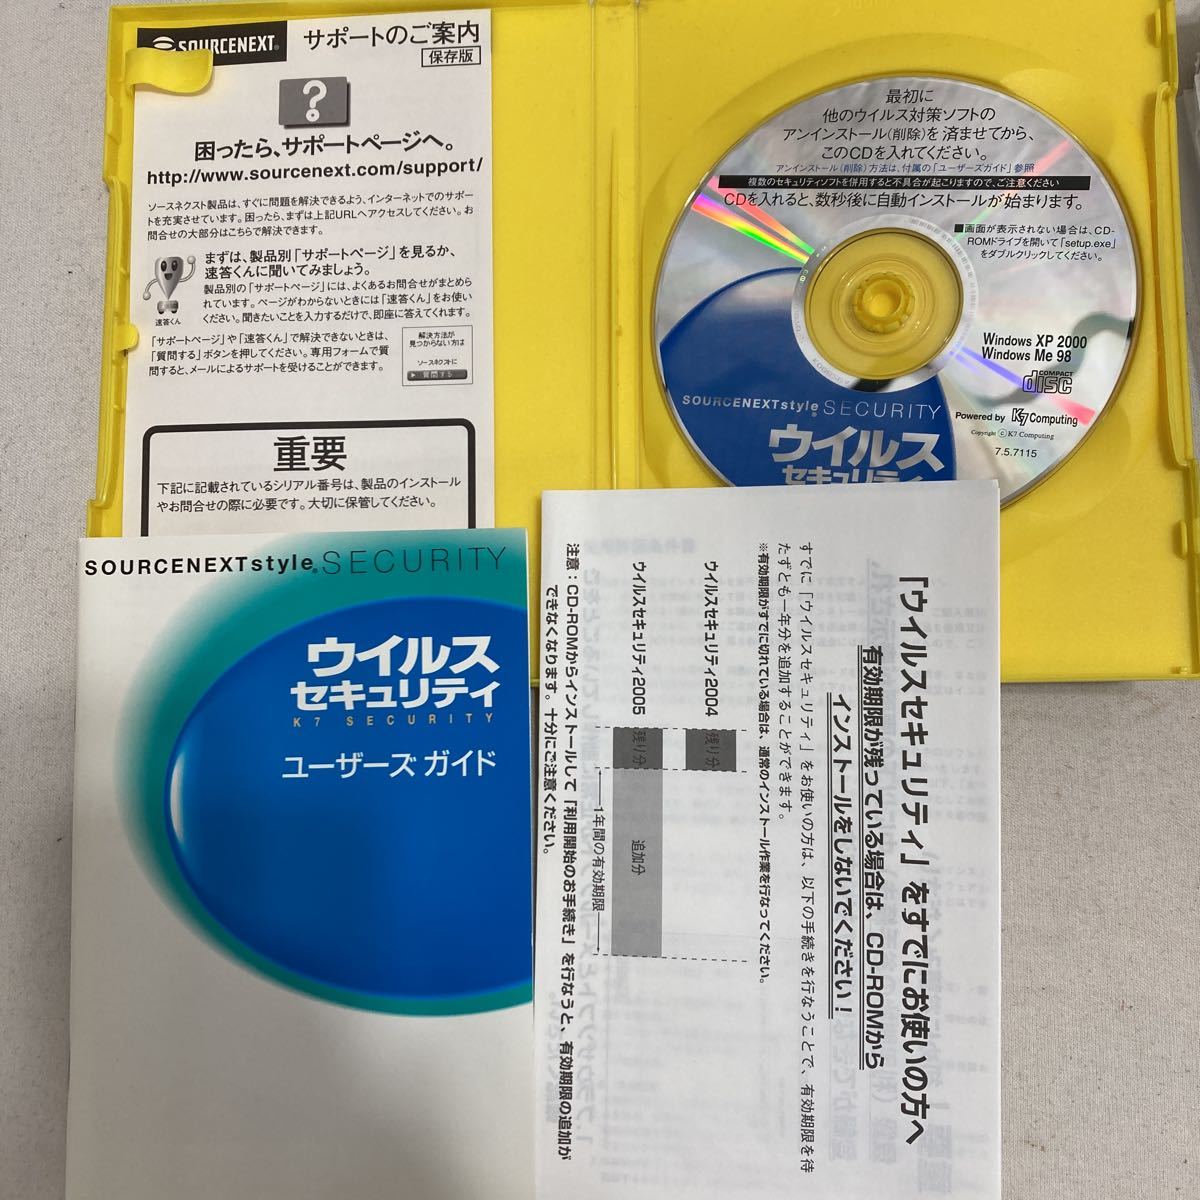 SOURCENEXT
サポートのご案内
保存版
?
困ったら、サポートページへ。
http://www.sourcenext.com/support/
ソースネクスト製品は、すぐに問題を解決できるよう、インターネットでのサポー
トを充実させています。困ったら、まずは上記URLへアクセスしてください。お
問合せの大部分はこちらで解決できます。
まずは、製品別「サポートページ」を見るか、
速答くんに聞いてみましょう。
製品別の「サポートページ」には、よくあるお問合せがまとめら
れています。ページがわからないときには「速答くん」をお使い
ください。聞きたいことを入力するだけで、即座に答えてくれます。
速答くん
「サポートページ」や「速答くん」で解決できないときは、
「質問する」ボタンを押してください。専用フォームで質
問すると、メールによるサポートを受けることができます。
解決方法が
見つからない方は
ソースネクストに
質問する
重要
下記に記載されているシリアル番号は、製品のインストール
やお問合せの際に必要です。大切に保管してください。
最初に
他のウイルス対策ソフトの
アンインストール(削除)を 済ませてから、
このCDを入れてください。
アンインストール(削除)方法は、付属の「ユーザーズガイド」参照
複数のセキュリティソフトを併用すると不具合が起こりますので、ご注意ください
CDを入れると、数秒後に自動インストールが始まります。
■画面が表示されない場合は、CD-
ROMドライブを開いて「setup.exe」
をダブルクリックしてください。
Windows XP 2000
Windows Me 98
COMPACT
disc
Powered by K7 Computing
Copyright ⓒ K7 Computing
7.5.7115
SOURCENEXTstyle® SECURITY
ウイルス
セキュリティ
SOURCENEXTstyle® SECURITY
ウイルス
セキュリティ
K7 SECURITY
ユーザーズ ガイド
「ウイルスセキュリティ」をすでにお使いの方へ
有効期限が残っている場合は、CD-ROMから
インストールをしないでください!
すでに「ウイルスセキュリティ」をお使いの方は、以下の手続きを行なうことで、有効期限を待
たずとも一年分を追加することができます。
※有効期限がすでに切れている場合は、通常のインストール作業を行なってください。
ウイルスセキュリティ2004
残り分
ウイルスセキュリティ2005
残り分
追加分
1年間の有効期限
注意:CD-ROMからインストールして「利用開始のお手続き」を行なうと、有効期限の追加が
できなくなります。十分にご注意ください。